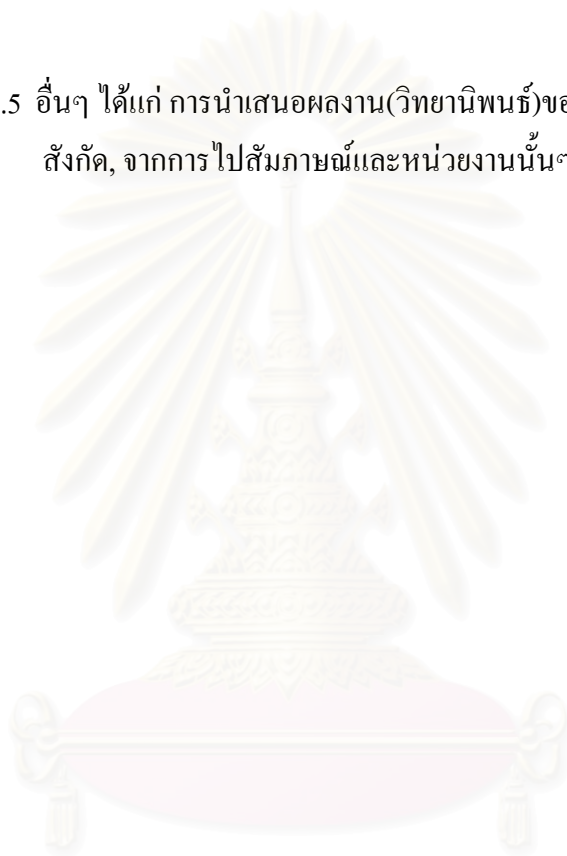 .5 อื่นๆ ได้แก่ การนำเสนอผลงาน(วิทยานิพนธ์)ขอ
สังกัด, จากการไปสัมภาษณ์และหน่วยงานนั้นๆ